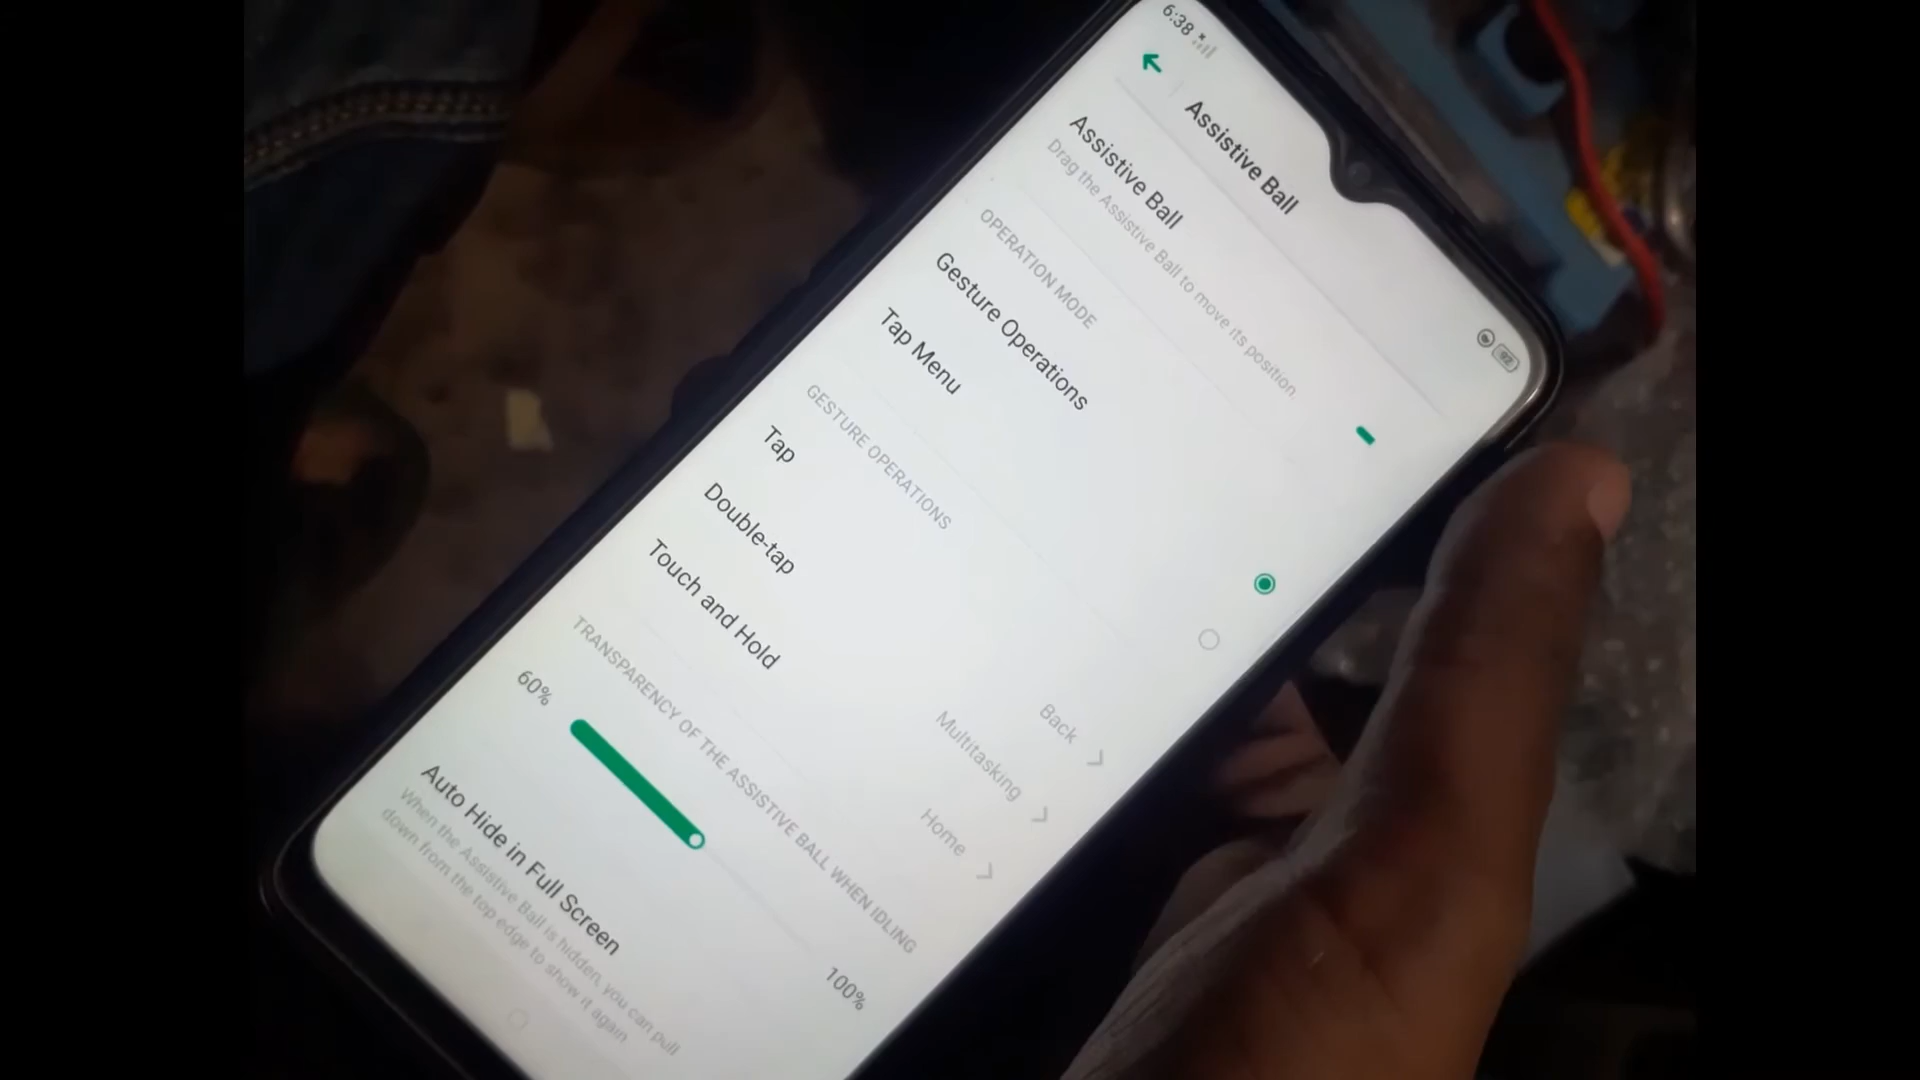 6:38
92
Assistive Ball
Assistive Ball
Drag the Assistive Ball to move its position
OPERATION MODE
Gesture Operations
Tap Menu
GESTURE OPERATIONS
Tap
Back
Double-tap
Multitasking
Touch and Hold
Home
TRANSPARENCY OF THE ASSISTIVE BALL WHEN IDLING
60%
100%
Auto Hide in Full Screen
When the Assistive Ball is hidden, you can pull
down from the top edge to show it again